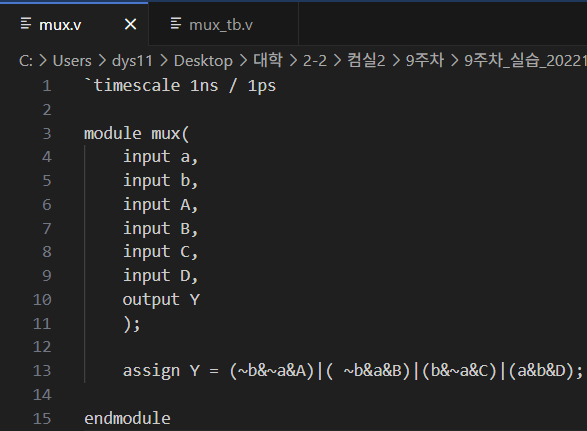 mux.v
mux_tb.v
C: > Users > dys11 > Desktop > 대학 > 2-2 > 컴실2 > 9주차 > 9주차_실습_20221
1 `timescale 1ns / 1ps
2
3 module mux(
4 input a,
5 input b,
6 input A,
7 input B,
8 input C,
9 input D,
10 output Y
11 );
12
13 assign Y = (~b&~a&A)|( ~b&a&B)|(b&~a&C)|(a&b&D);
14
15 endmodule